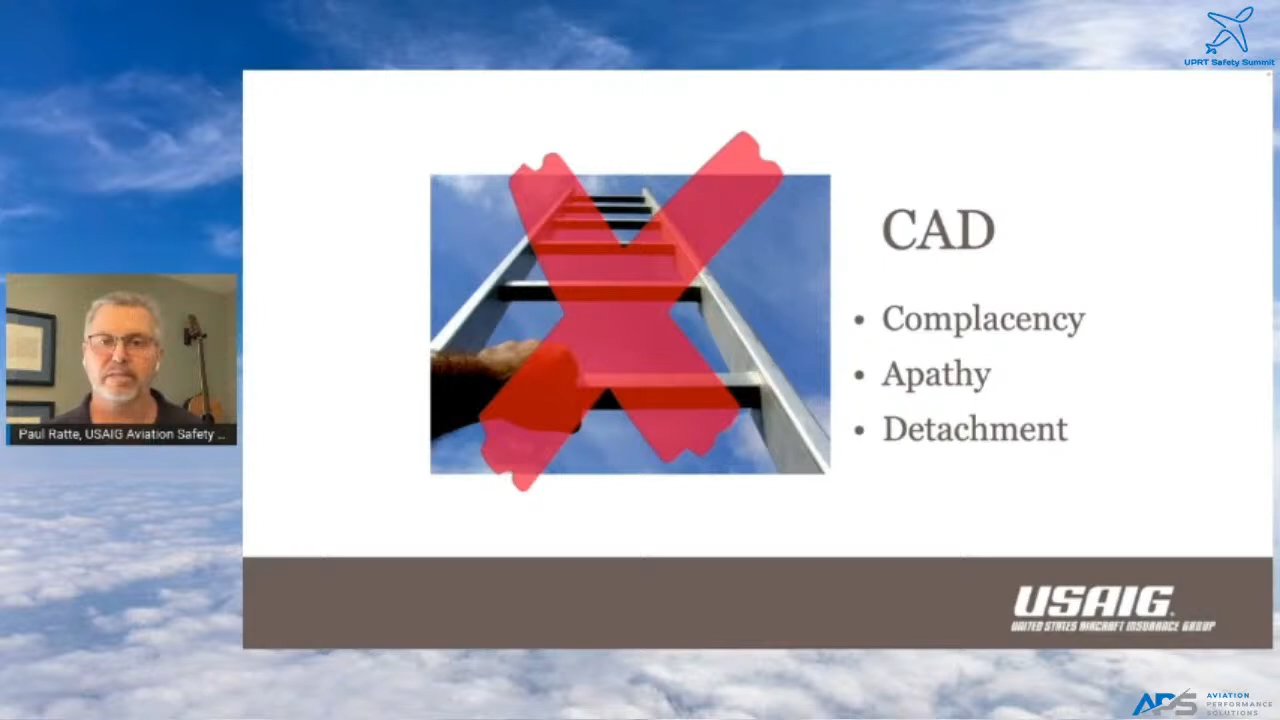 UPRT Safety Summit
CAD
• Complacency
• Apathy
• Detachment
Paul Ratte, USAIG Aviation Safety ...
USAIG
UNITED STATES AIRCRAFT INSURANCE GROUP
APS
AVIATION
PERFORMANCE
SOLUTIONS